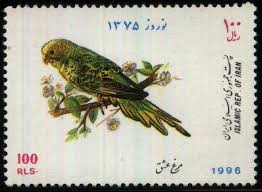 نوروز ۱۳۷۵
۱۰۰
ریال
پست جمهوری اسلامی ایران
ISLAMIC REP. OF IRAN
100
RLS.
مرغ عشق
1996